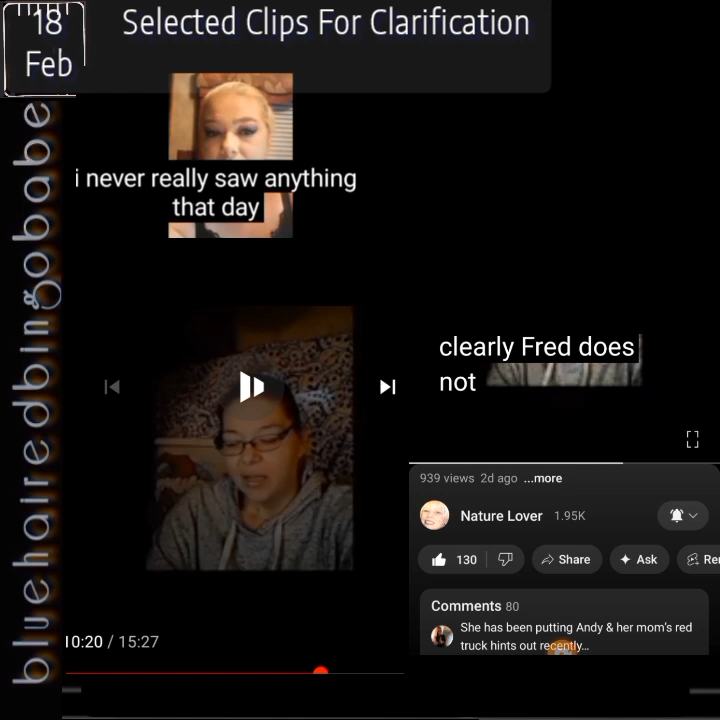 18
Feb
Selected Clips For Clarification
bluehairedbingobabe
i never really saw anything
that day
clearly Fred does
not
939 views 2d ago ...more
Nature Lover 1.95K
130 Share Ask
Comments 80
She has been putting Andy & her mom's red
truck hints out recently...
10:20 / 15:27